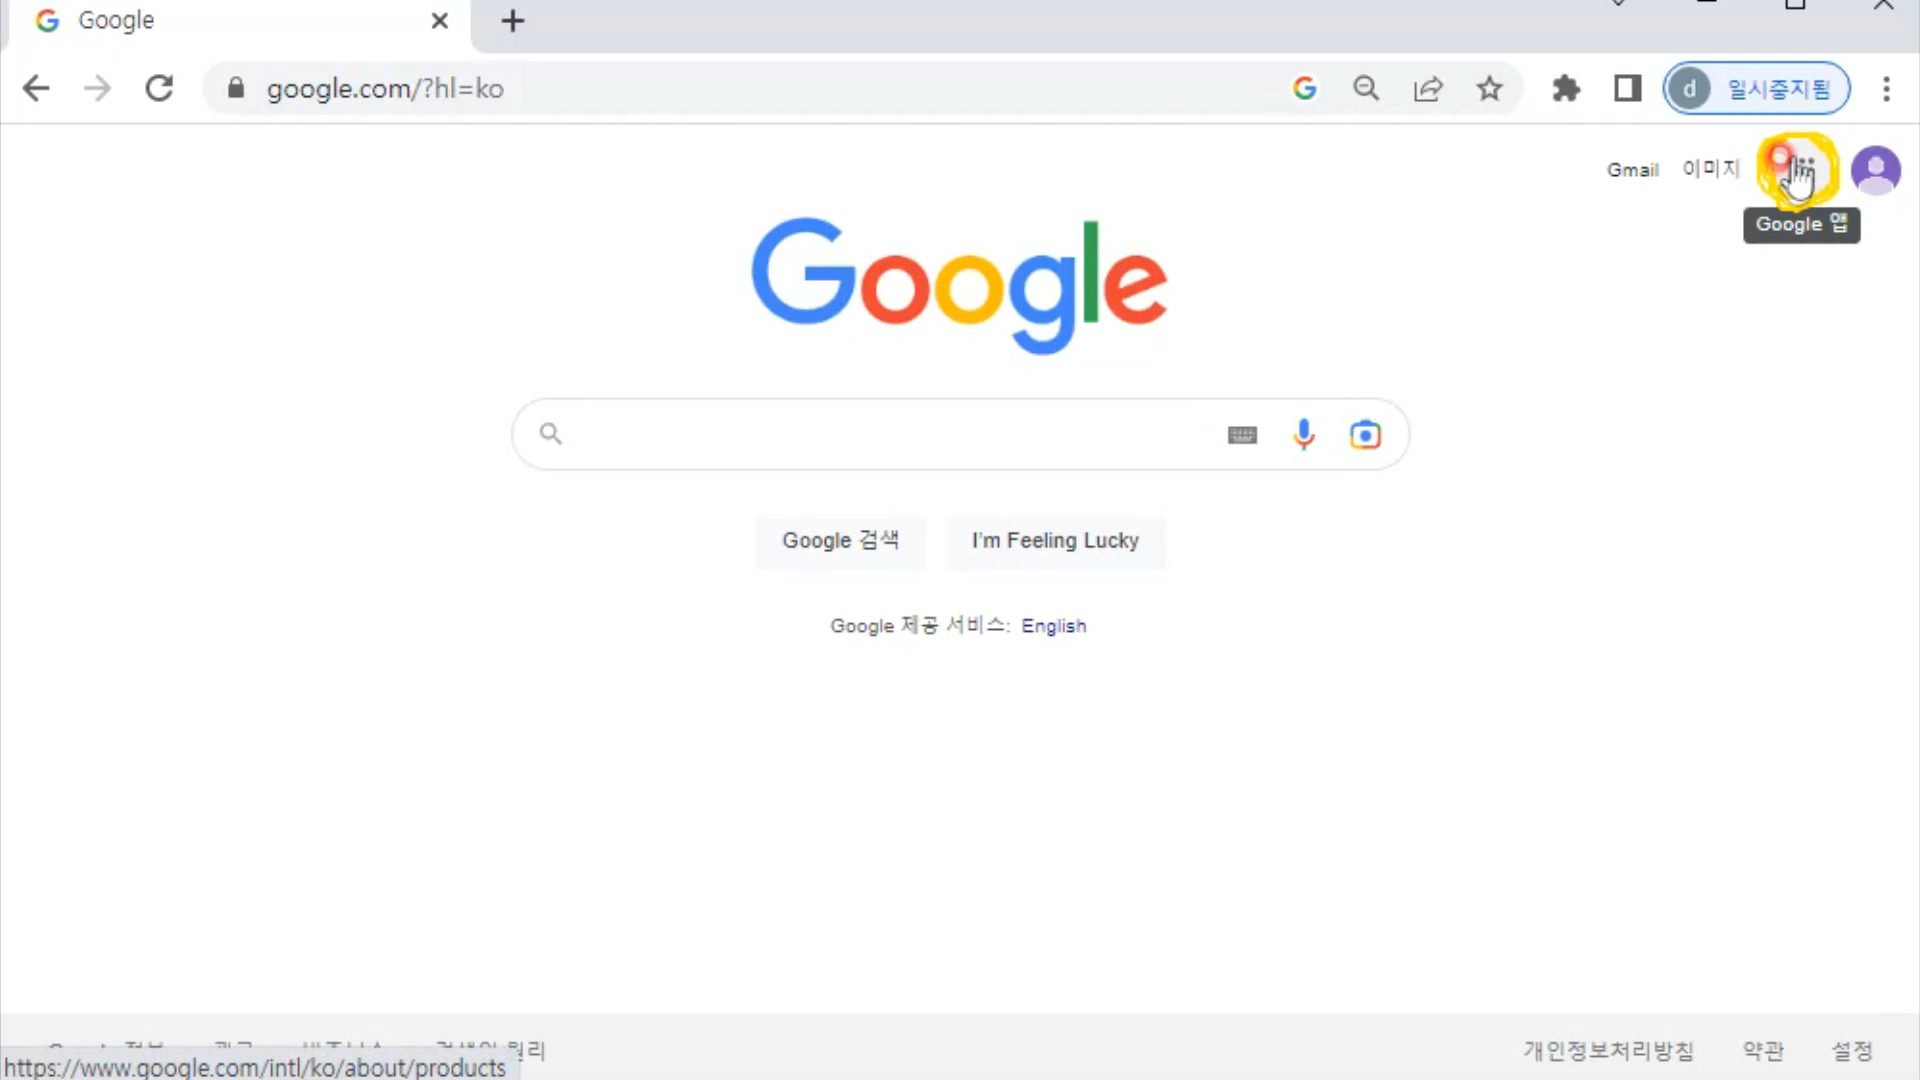 Google
google.com/?hl=ko
d 일시중지됨
Gmail 이미지
Google 앱
Google
Google 검색 I'm Feeling Lucky
Google 제공 서비스: English
개인정보처리방침 약관 설정
https://www.google.com/intl/ko/about/products